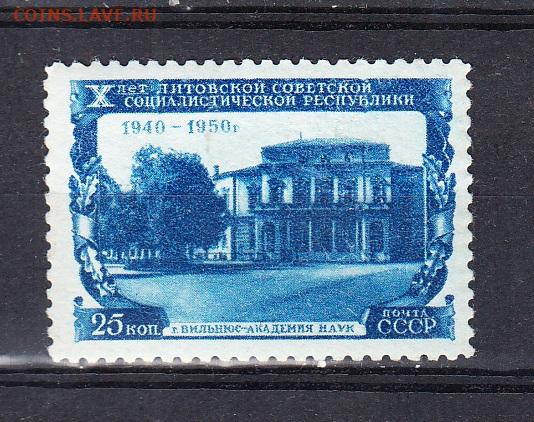 COINS.LAVE.RU
X лет ЛИТОВСКОЙ СОВЕТСКОЙ
СОЦИАЛИСТИЧЕСКОЙ РЕСПУБЛИКИ
1940-1950г
25 КОП.
г. ВИЛЬНЮС-АКАДЕМИЯ НАУК
ПОЧТА
СССР